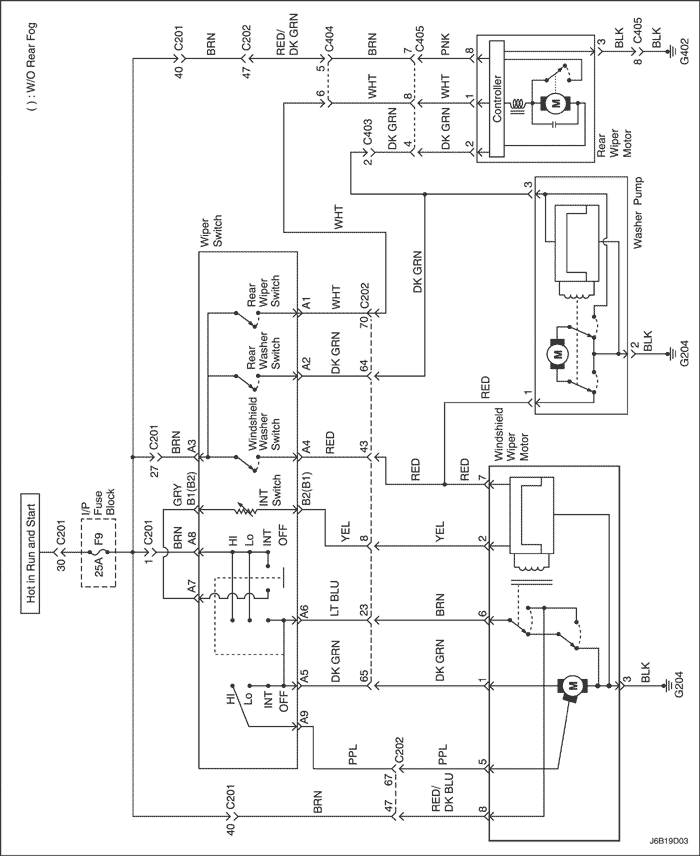 ( ) : W/O Rear Fog
Hot in Run and Start
30
C201
I/P
Fuse
Block
25A
F9
1
C201
BRN
27
C201
BRN
40
C201
BRN
47
C202
RED/
DK GRN
5
C404
BRN
7
C405
PNK
8
6
WHT
8
WHT
1
2
C403
DK GRN
4
DK GRN
2
Controller
M
Rear
Wiper
Motor
3
BLK
8
C405
G402
Wiper
Switch
Rear
Wiper
Switch
A1
WHT
70
C202
WHT
Rear
Washer
Switch
A2
DK GRN
64
DK GRN
Windshield
Washer
Switch
A3
A4
RED
43
RED
RED
RED
3
Washer Pump
M
1
2
BLK
G204
GRY
B1(B2)
INT
Switch
B2(B1)
YEL
8
YEL
2
A8
A7
HI
Lo
INT
OFF
A6
LT BLU
23
BRN
6
HI
Lo
INT
OFF
A5
DK GRN
65
DK GRN
1
A9
PPL
67
C202
PPL
5
40
C201
BRN
47
RED/
DK BLU
8
Windshield
Wiper
Motor
7
M
3
BLK
G204
J6B19D03